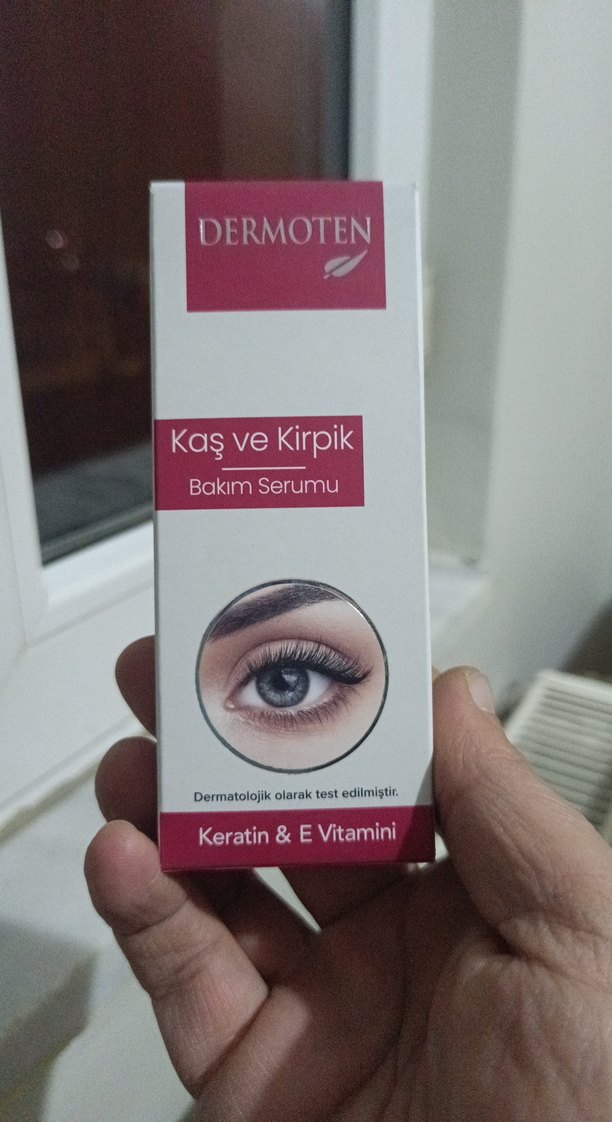 DERMOTEN
Kaş ve Kirpik
Bakım Serumu
Dermatolojik olarak test edilmiştir.
Keratin & E Vitamini